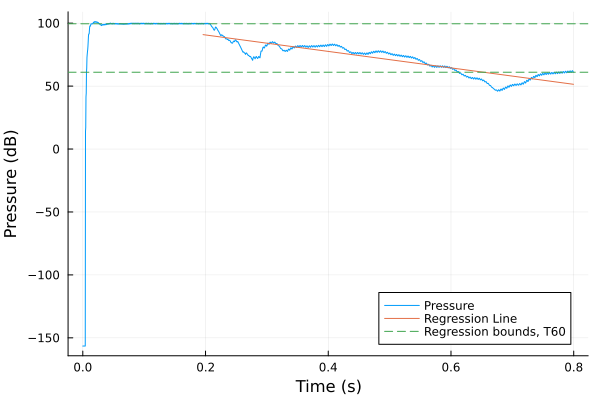 100
50
0
−50
−100
−150
Pressure (dB)
0.0 0.2 0.4 0.6 0.8
Time (s)
Pressure
Regression Line
Regression bounds, T60